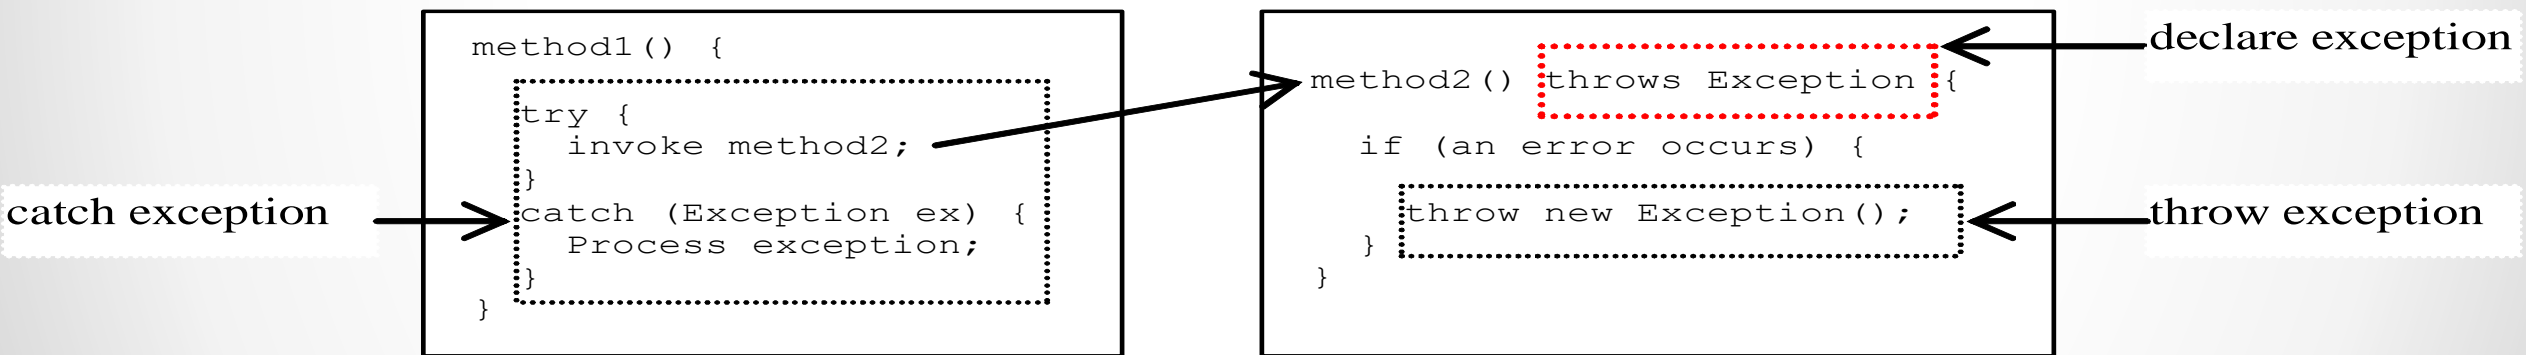 catch exception
method1() {
try {
invoke method2;
}
catch (Exception ex) {
Process exception;
}
}
method2() throws Exception {
if (an error occurs) {
throw new Exception();
}
}
declare exception
throw exception